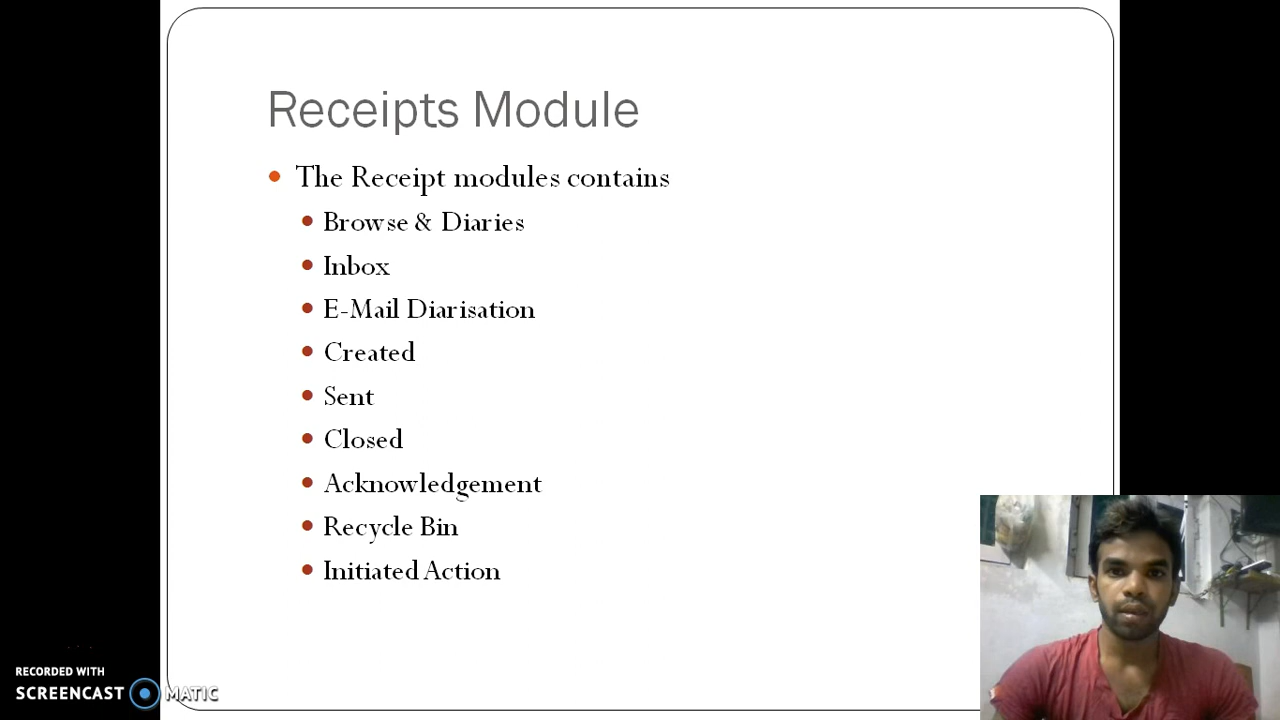 Receipts Module
The Receipt modules contains
Browse & Diaries
Inbox
E-Mail Diarisation
Created
Sent
Closed
Acknowledgement
Recycle Bin
Initiated Action
RECORDED WITH
SCREENCAST MATIC